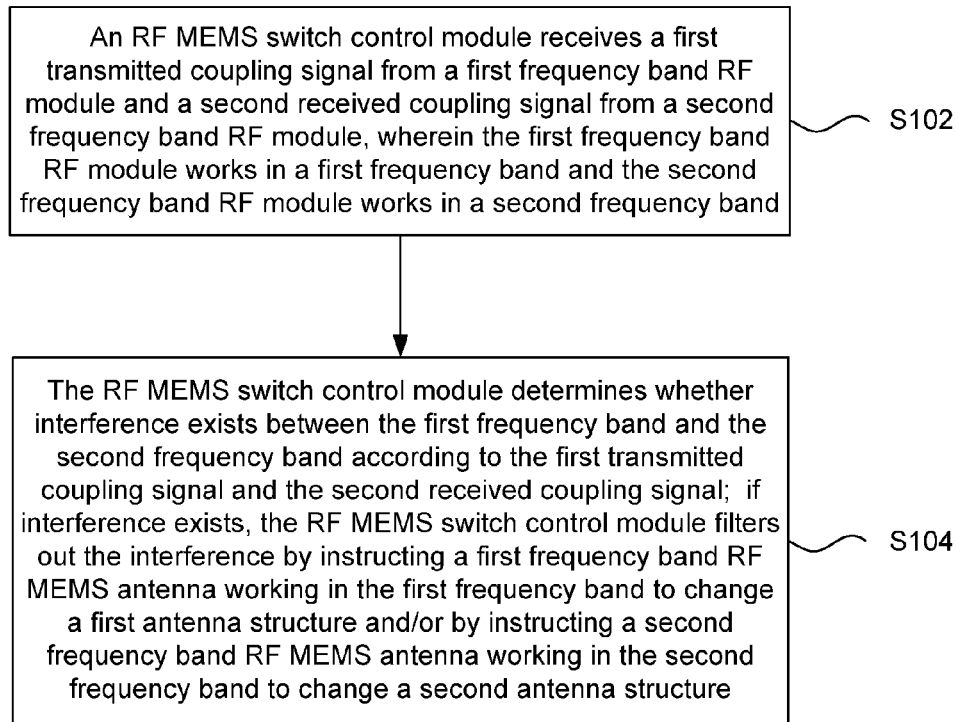 An RF MEMS switch control module receives a first
transmitted coupling signal from a first frequency band RF
module and a second received coupling signal from a second
frequency band RF module, wherein the first frequency band
RF module works in a first frequency band and the second
frequency band RF module works in a second frequency band
S102
The RF MEMS switch control module determines whether
interference exists between the first frequency band and the
second frequency band according to the first transmitted
coupling signal and the second received coupling signal; if
interference exists, the RF MEMS switch control module filters
out the interference by instructing a first frequency band RF
MEMS antenna working in the first frequency band to change
a first antenna structure and/or by instructing a second
frequency band RF MEMS antenna working in the second
frequency band to change a second antenna structure
S104